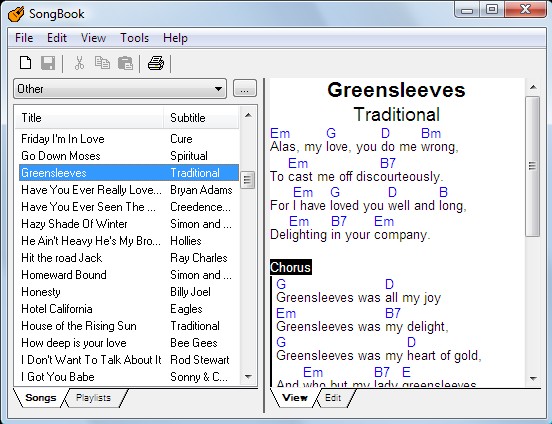 SongBook
File Edit View Tools Help
Other
...
Title Subtitle
Friday I'm In Love Cure
Go Down Moses Spiritual
Greensleeves Traditional
Have You Ever Really Love... Bryan Adams
Have You Ever Seen The ... Creedence...
Hazy Shade Of Winter Simon and ...
He Ain't Heavy He's My Bro... Hollies
Hit the road Jack Ray Charles
Homeward Bound Simon and ...
Honesty Billy Joel
Hotel California Eagles
House of the Rising Sun Traditional
How deep is your love Bee Gees
I Don't Want To Talk About It Rod Stewart
I Got You Babe Sonny & C...
Songs Playlists
Greensleeves
Traditional
Em G D Bm
Alas, my love, you do me wrong,
Em B7
To cast me off discourteously.
Em G D B
For I have loved you well and long,
Em B7 Em
Delighting in your company.
Chorus
G D
Greensleeves was all my joy
Em B7
Greensleeves was my delight,
G D
Greensleeves was my heart of gold,
Em B7 E
And who but my lady greensleeves
View Edit